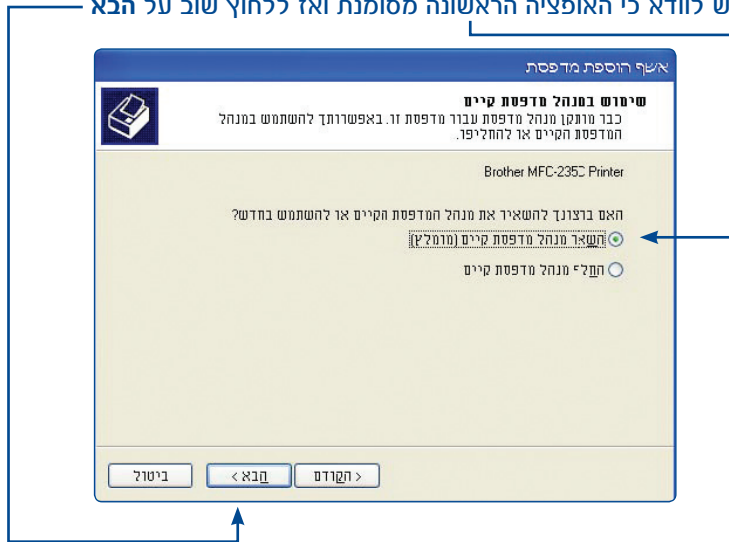 ש לוודא כי האופציה הראשונה מסומנת ואז ללחוץ שוב על הבא
אשף הוספת מדפסת
שימוש במנהל מדפסת קיים
כבר מותקן מנהל מדפסת עבור מדפסת זו. באפשרותך להשתמש במנהל
המדפסת הקיים או להחליפו.
Brother MFC-235C Printer
האם ברצונך להשאיר את מנהל המדפסת הקיים או להשתמש בחדש?
השאר מנהל מדפסת קיים (מומלץ)
החלף מנהל מדפסת קיים
< הקודם
הבא >
ביטול